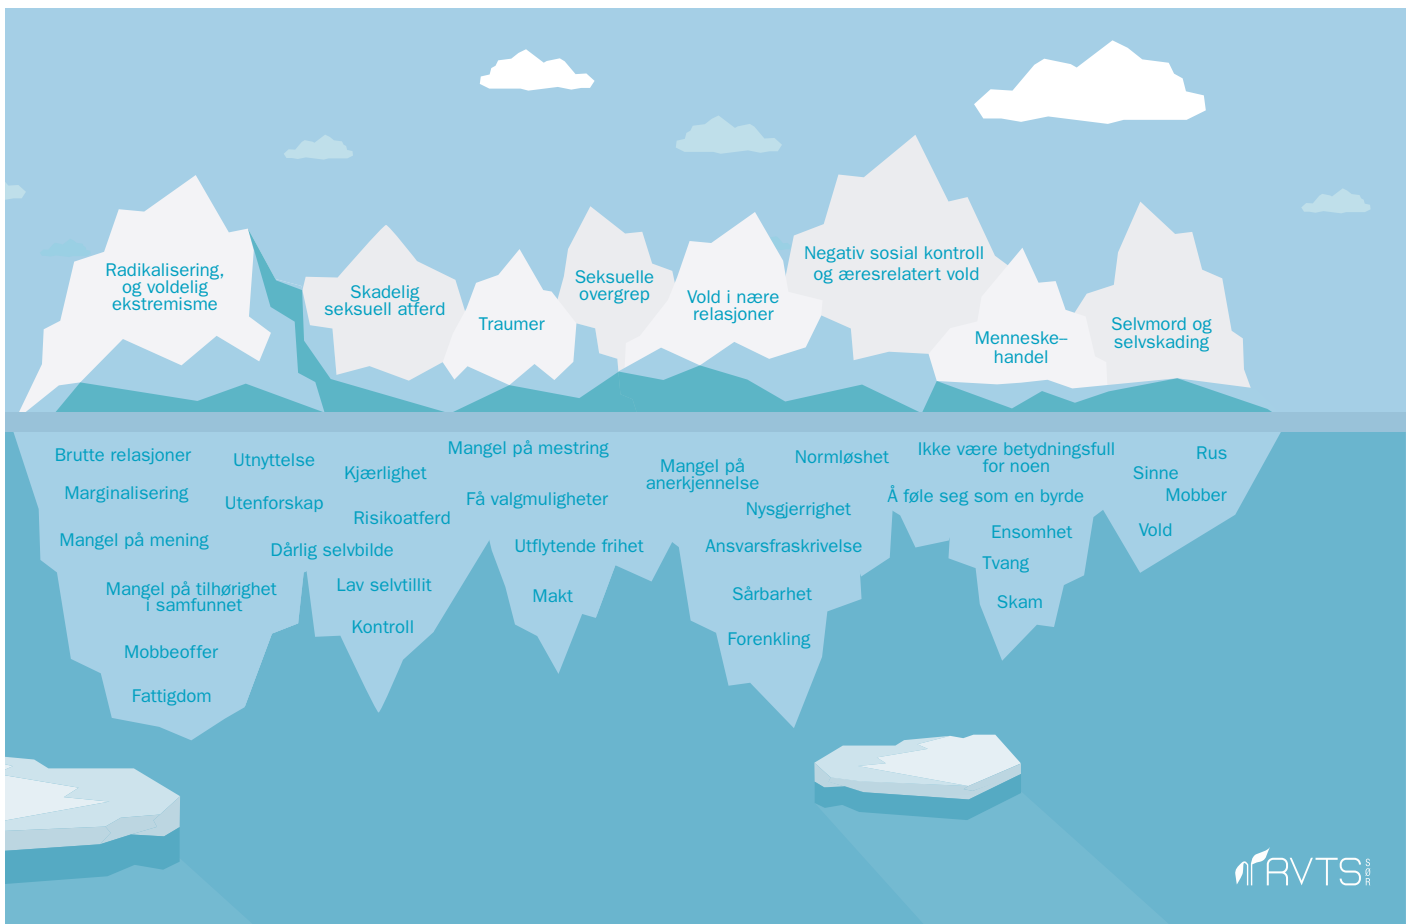 Radikalisering,
og voldelig
ekstremisme
Skadelig
seksuell atferd
Traumer
Seksuelle
overgrep
Vold i nære
relasjoner
Negativ sosial kontroll
og æresrelatert vold
Menneske–
handel
Selvmord og
selvskading
Brutte relasjoner
Marginalisering
Mangel på mening
Mangel på tilhørighet
i samfunnet
Mobbeoffer
Fattigdom
Utnyttelse
Utenforskap
Kjærlighet
Risikoatferd
Dårlig selvbilde
Lav selvtillit
Kontroll
Mangel på mestring
Få valgmuligheter
Utflytende frihet
Makt
Mangel på
anerkjennelse
Nysgjerrighet
Ansvarsfraskrivelse
Sårbarhet
Forenkling
Normløshet
Ikke være betydningsfull
for noen
Å føle seg som en byrde
Ensomhet
Tvang
Skam
Rus
Sinne
Mobber
Vold
RVTS
SØR